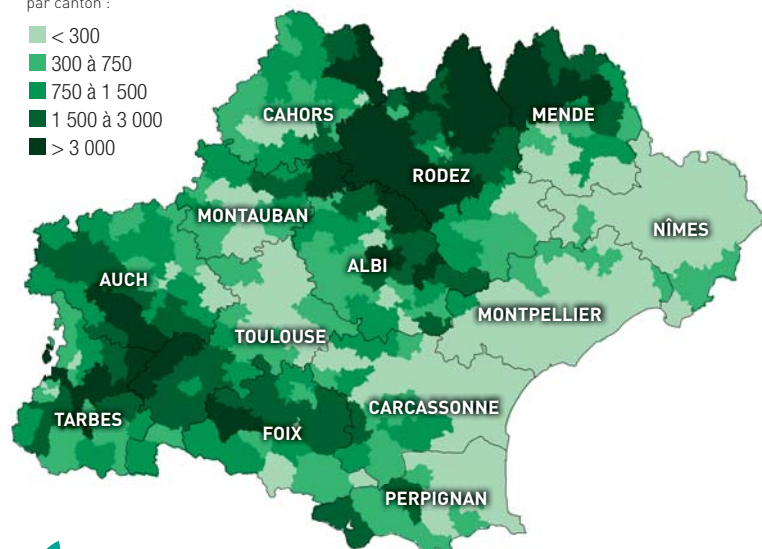 par canton :
< 300
300 à 750
750 à 1 500
1 500 à 3 000
> 3 000
CAHORS
MENDE
RODEZ
MONTAUBAN
NÎMES
ALBI
AUCH
MONTPELLIER
TOULOUSE
CARCASSONNE
TARBES
FOIX
PERPIGNAN